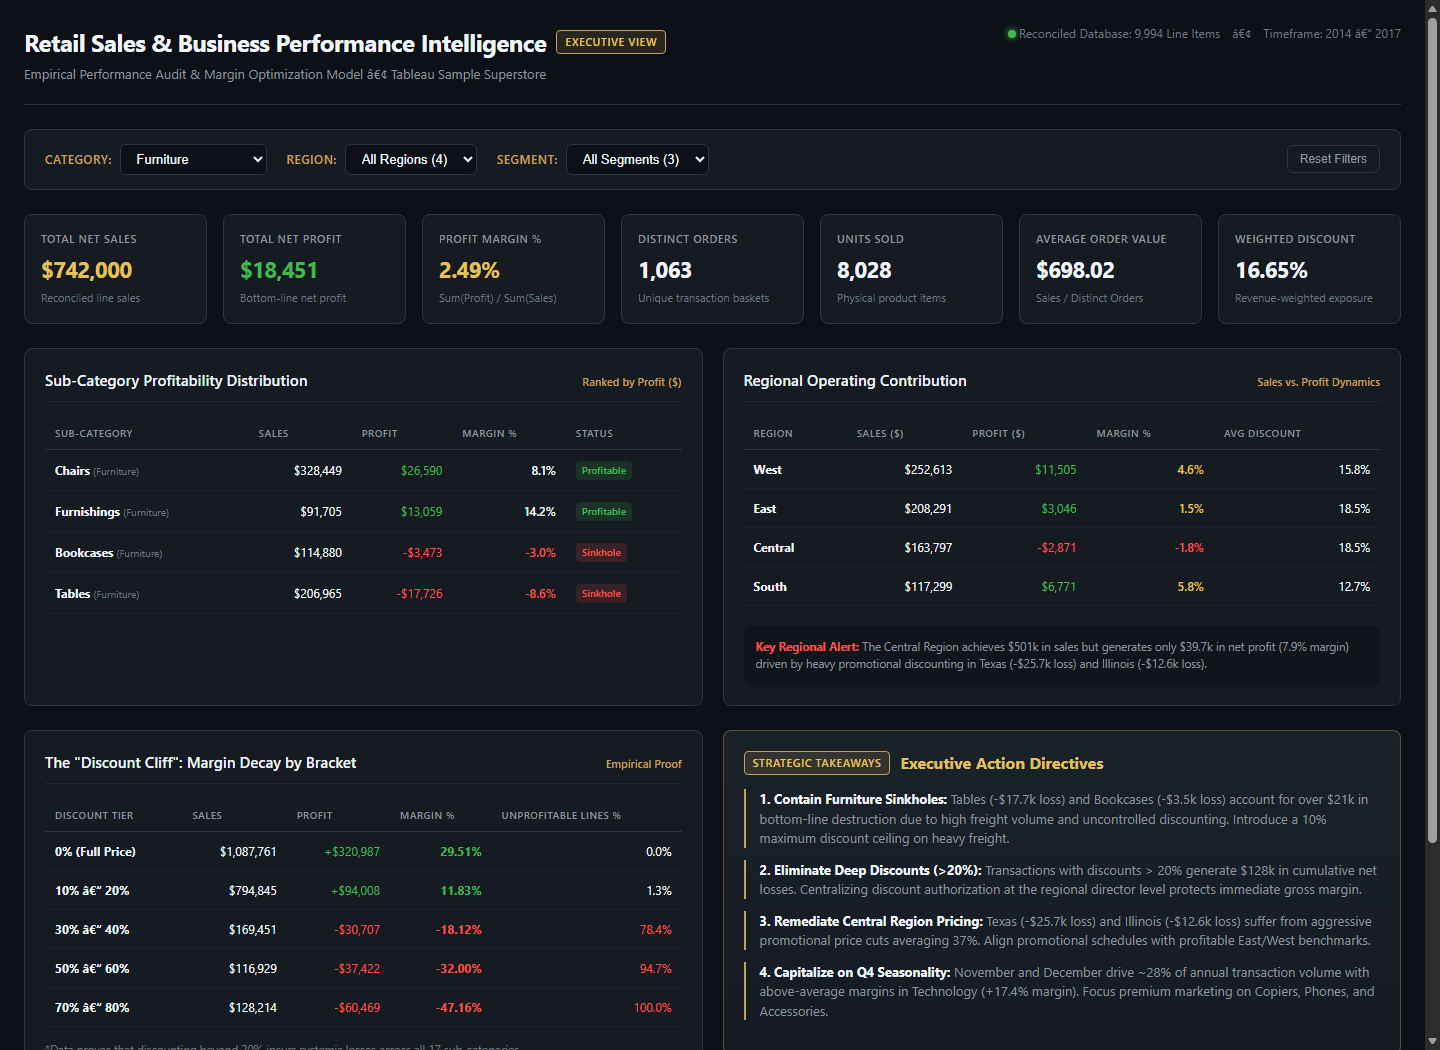 Retail Sales & Business Performance Intelligence EXECUTIVE VIEW
Reconciled Database: 9,994 Line Items â€¢ Timeframe: 2014 â€“ 2017
Empirical Performance Audit & Margin Optimization Model â€¢ Tableau Sample Superstore
CATEGORY: Furniture REGION: All Regions (4) SEGMENT: All Segments (3) Reset Filters
TOTAL NET SALES
$742,000
Reconciled line sales
TOTAL NET PROFIT
$18,451
Bottom-line net profit
PROFIT MARGIN %
2.49%
Sum(Profit) / Sum(Sales)
DISTINCT ORDERS
1,063
Unique transaction baskets
UNITS SOLD
8,028
Physical product items
AVERAGE ORDER VALUE
$698.02
Sales / Distinct Orders
WEIGHTED DISCOUNT
16.65%
Revenue-weighted exposure
Sub-Category Profitability Distribution Ranked by Profit ($)
SUB-CATEGORY SALES PROFIT MARGIN % STATUS
Chairs (Furniture) $328,449 $26,590 8.1% Profitable
Furnishings (Furniture) $91,705 $13,059 14.2% Profitable
Bookcases (Furniture) $114,880 -$3,473 -3.0% Sinkhole
Tables (Furniture) $206,965 -$17,726 -8.6% Sinkhole
Regional Operating Contribution Sales vs. Profit Dynamics
REGION SALES ($) PROFIT ($) MARGIN % AVG DISCOUNT
West $252,613 $11,505 4.6% 15.8%
East $208,291 $3,046 1.5% 18.5%
Central $163,797 -$2,871 -1.8% 18.5%
South $117,299 $6,771 5.8% 12.7%
Key Regional Alert: The Central Region achieves $501k in sales but generates only $39.7k in net profit (7.9% margin)
driven by heavy promotional discounting in Texas (-$25.7k loss) and Illinois (-$12.6k loss).
The "Discount Cliff": Margin Decay by Bracket Empirical Proof
DISCOUNT TIER SALES PROFIT MARGIN % UNPROFITABLE LINES %
0% (Full Price) $1,087,761 +$320,987 29.51% 0.0%
10% â€“ 20% $794,845 +$94,008 11.83% 1.3%
30% â€“ 40% $169,451 -$30,707 -18.12% 78.4%
50% â€“ 60% $116,929 -$37,422 -32.00% 94.7%
70% â€“ 80% $128,214 -$60,469 -47.16% 100.0%
*Data proves that discounting beyond 20% incurs systemic losses across all 17 sub-categories.
STRATEGIC TAKEAWAYS Executive Action Directives
1. Contain Furniture Sinkholes: Tables (-$17.7k loss) and Bookcases (-$3.5k loss) account for over $21k in
bottom-line destruction due to high freight volume and uncontrolled discounting. Introduce a 10%
maximum discount ceiling on heavy freight.
2. Eliminate Deep Discounts (>20%): Transactions with discounts > 20% generate $128k in cumulative net
losses. Centralizing discount authorization at the regional director level protects immediate gross margin.
3. Remediate Central Region Pricing: Texas (-$25.7k loss) and Illinois (-$12.6k loss) suffer from aggressive
promotional price cuts averaging 37%. Align promotional schedules with profitable East/West benchmarks.
4. Capitalize on Q4 Seasonality: November and December drive ~28% of annual transaction volume with
above-average margins in Technology (+17.4% margin). Focus premium marketing on Copiers, Phones, and
Accessories.